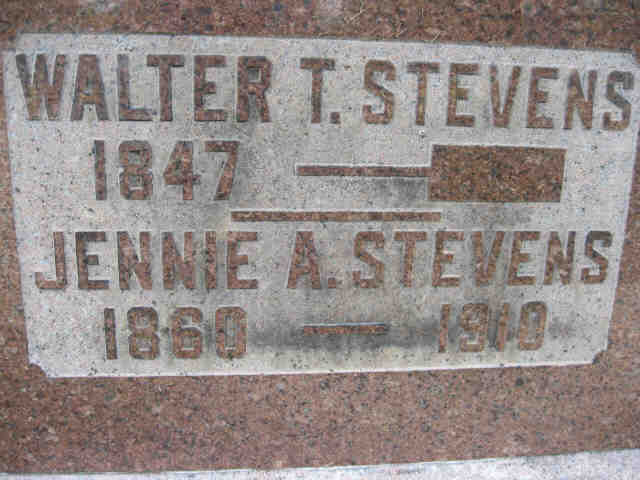 WALTER T. STEVENS
1847 —
JENNIE A. STEVENS
1860 — 1910